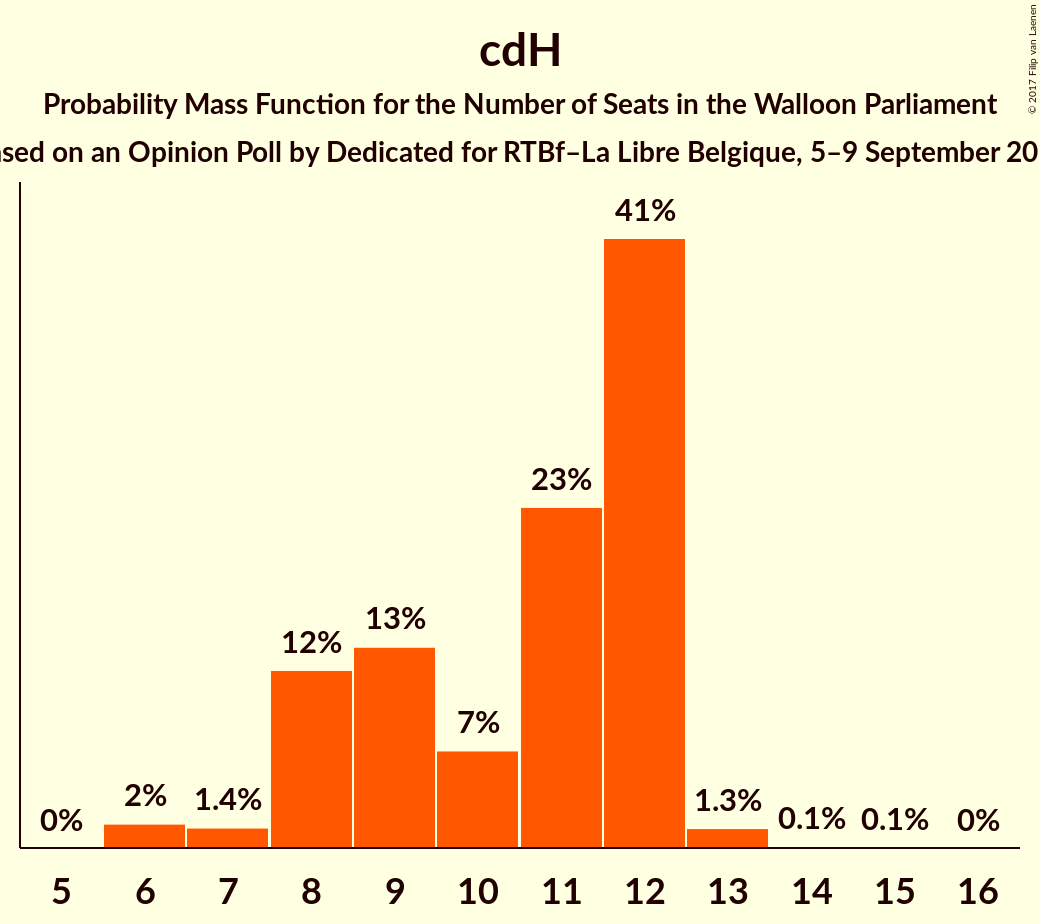 cdH
Probability Mass Function for the Number of Seats in the Walloon Parliament
on an Opinion Poll by Dedicated for RTBf–La Libre Belgique, 5–9 September
© 2017 Filip van Laenen
41%
23%
13%
12%
7%
2%
1.4%
1.3%
0%
0.1%
0.1%
0%
5 6 7 8 9 10 11 12 13 14 15 16